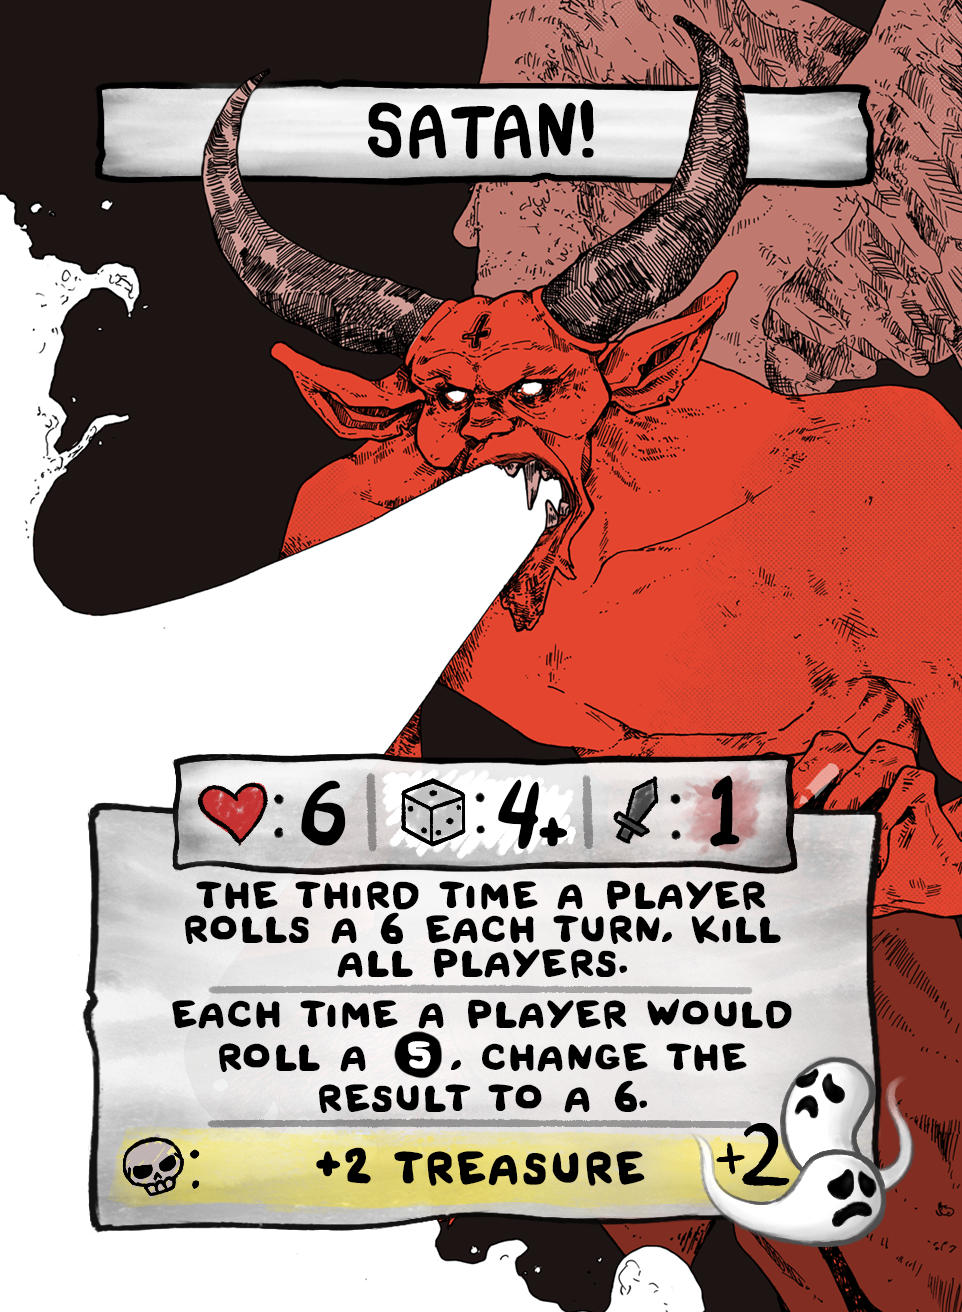 SATAN!
: 6 : 4+ : 1
THE THIRD TIME A PLAYER
ROLLS A 6 EACH TURN, KILL
ALL PLAYERS.
EACH TIME A PLAYER WOULD
ROLL A 5, CHANGE THE
RESULT TO A 6.
: +2 TREASURE +2